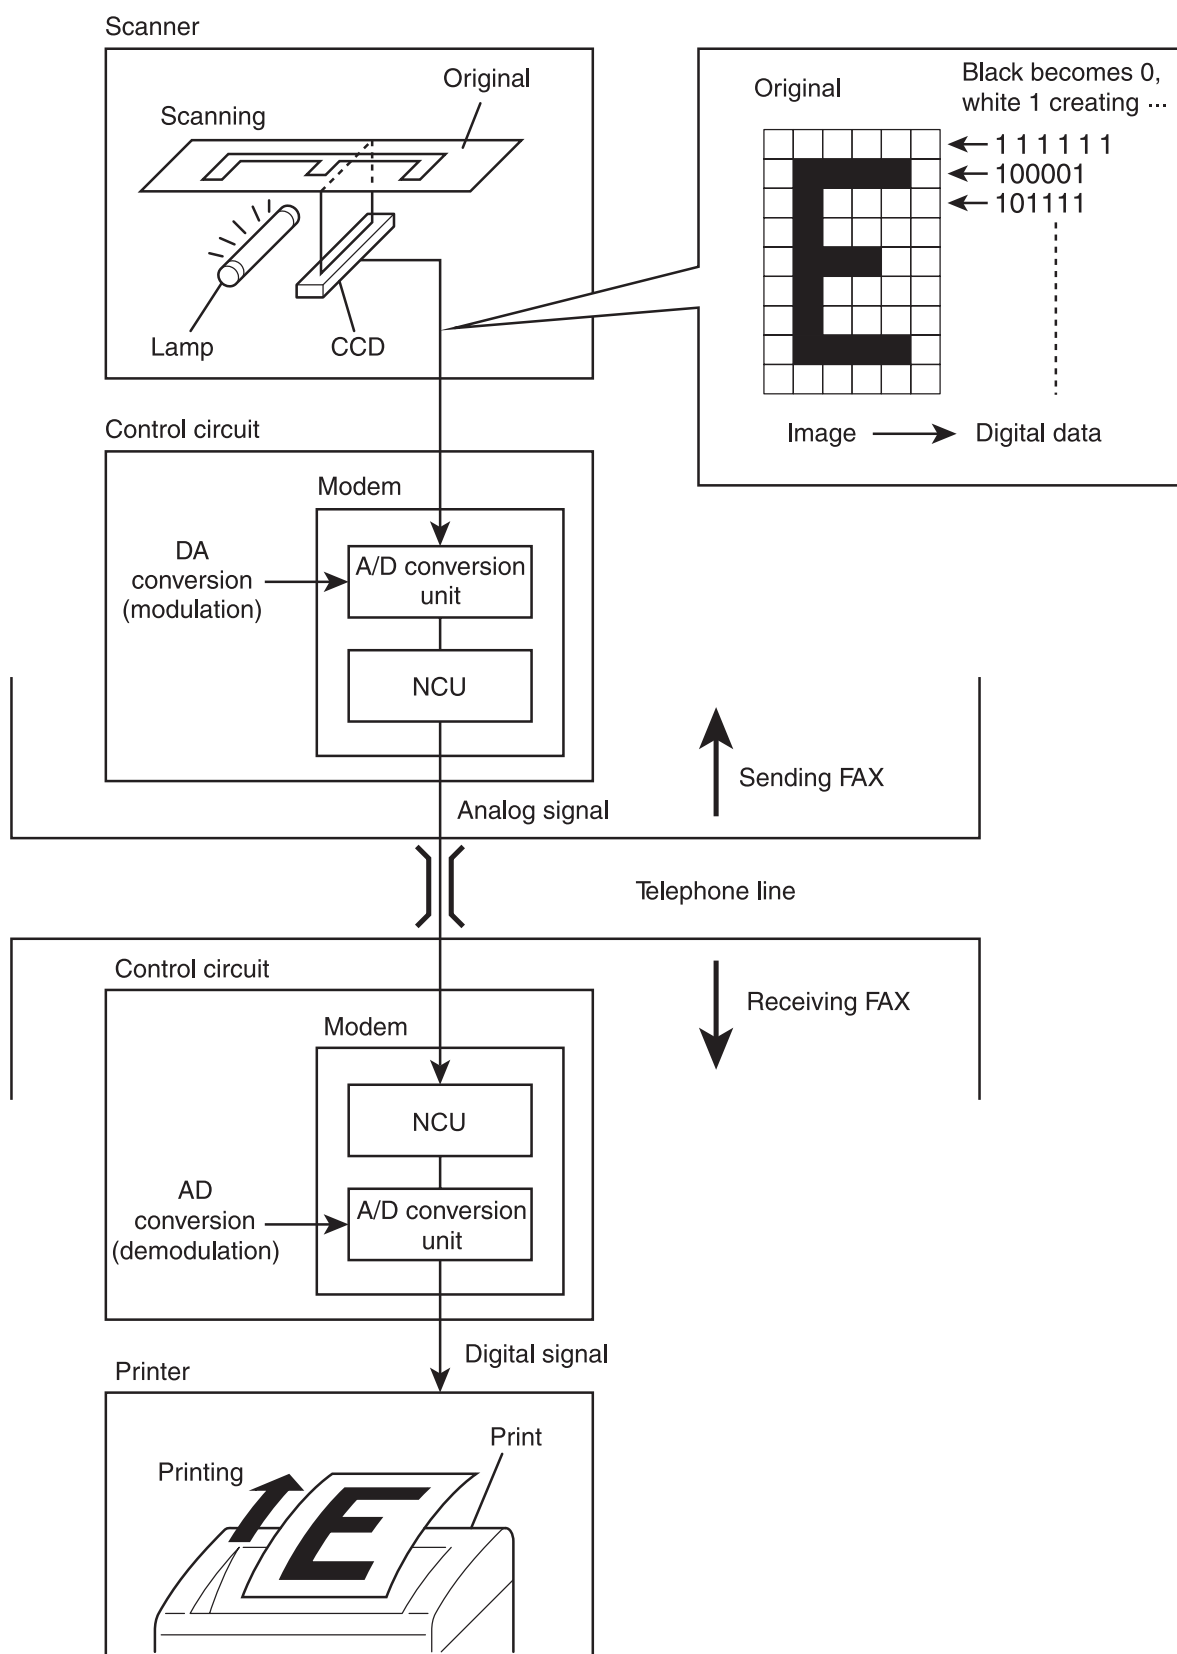 Scanner
Original
Scanning
Lamp
CCD
Original
Black becomes 0,
white 1 creating ···
1 1 1 1 1 1
100001
101111
Image
Digital data
Control circuit
Modem
DA
conversion
(modulation)
A/D conversion
unit
NCU
Sending FAX
Analog signal
Telephone line
Control circuit
Receiving FAX
Modem
NCU
AD
conversion
(demodulation)
A/D conversion
unit
Digital signal
Printer
Print
Printing
E